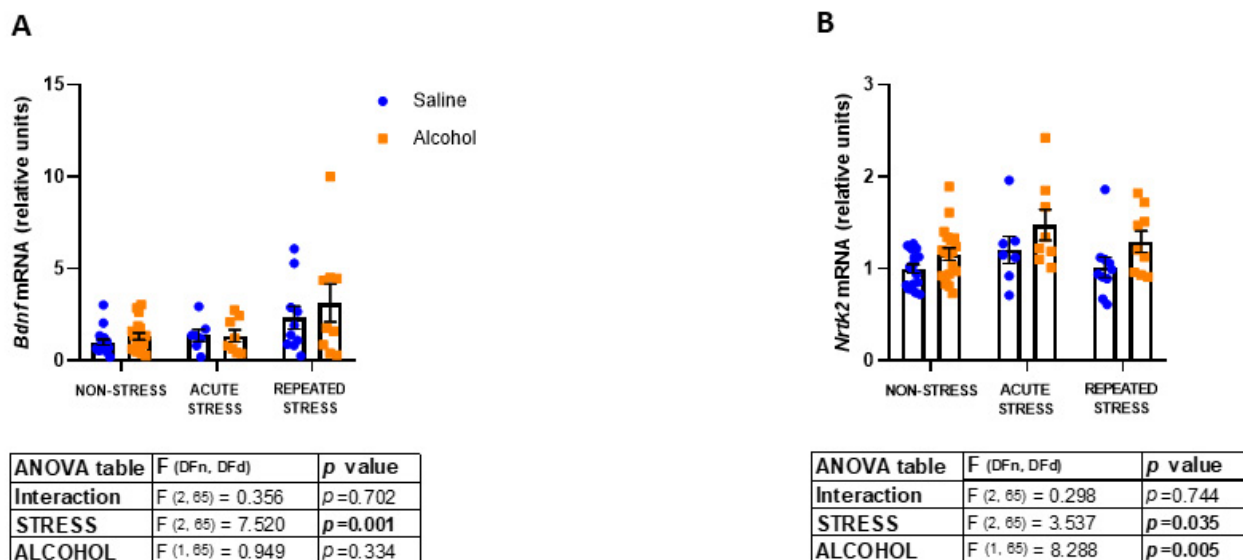 A
15
10
5
0
Bdnf mRNA (relative units)
Saline
Alcohol
NON-STRESS
ACUTE
STRESS
REPEATED
STRESS
ANOVA table F (DFn, DFd) p value
Interaction F (2, 65) = 0.356 p=0.702
STRESS F (2, 65) = 7.520 p=0.001
ALCOHOL F (1, 65) = 0.949 p=0.334
B
3
2
1
0
Nrtk2 mRNA (relative units)
NON-STRESS
ACUTE
STRESS
REPEATED
STRESS
ANOVA table F (DFn, DFd) p value
Interaction F (2, 65) = 0.298 p=0.744
STRESS F (2, 65) = 3.537 p=0.035
ALCOHOL F (1, 65) = 8.288 p=0.005